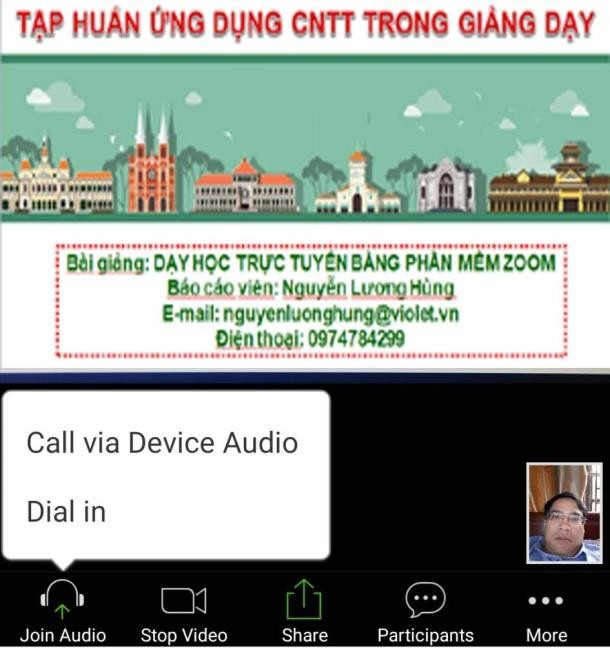 TẬP HUẤN ỨNG DỤNG CNTT TRONG GIẢNG DẠY
Bài giảng: DẠY HỌC TRỰC TUYẾN BẰNG PHẦN MỀM ZOOM
Báo cáo viên: Nguyễn Lương Hùng
E-mail: nguyenluonghung@violet.vn
Điện thoại: 0974784299
Call via Device Audio
Dial in
Join Audio
Stop Video
Share
Participants
More